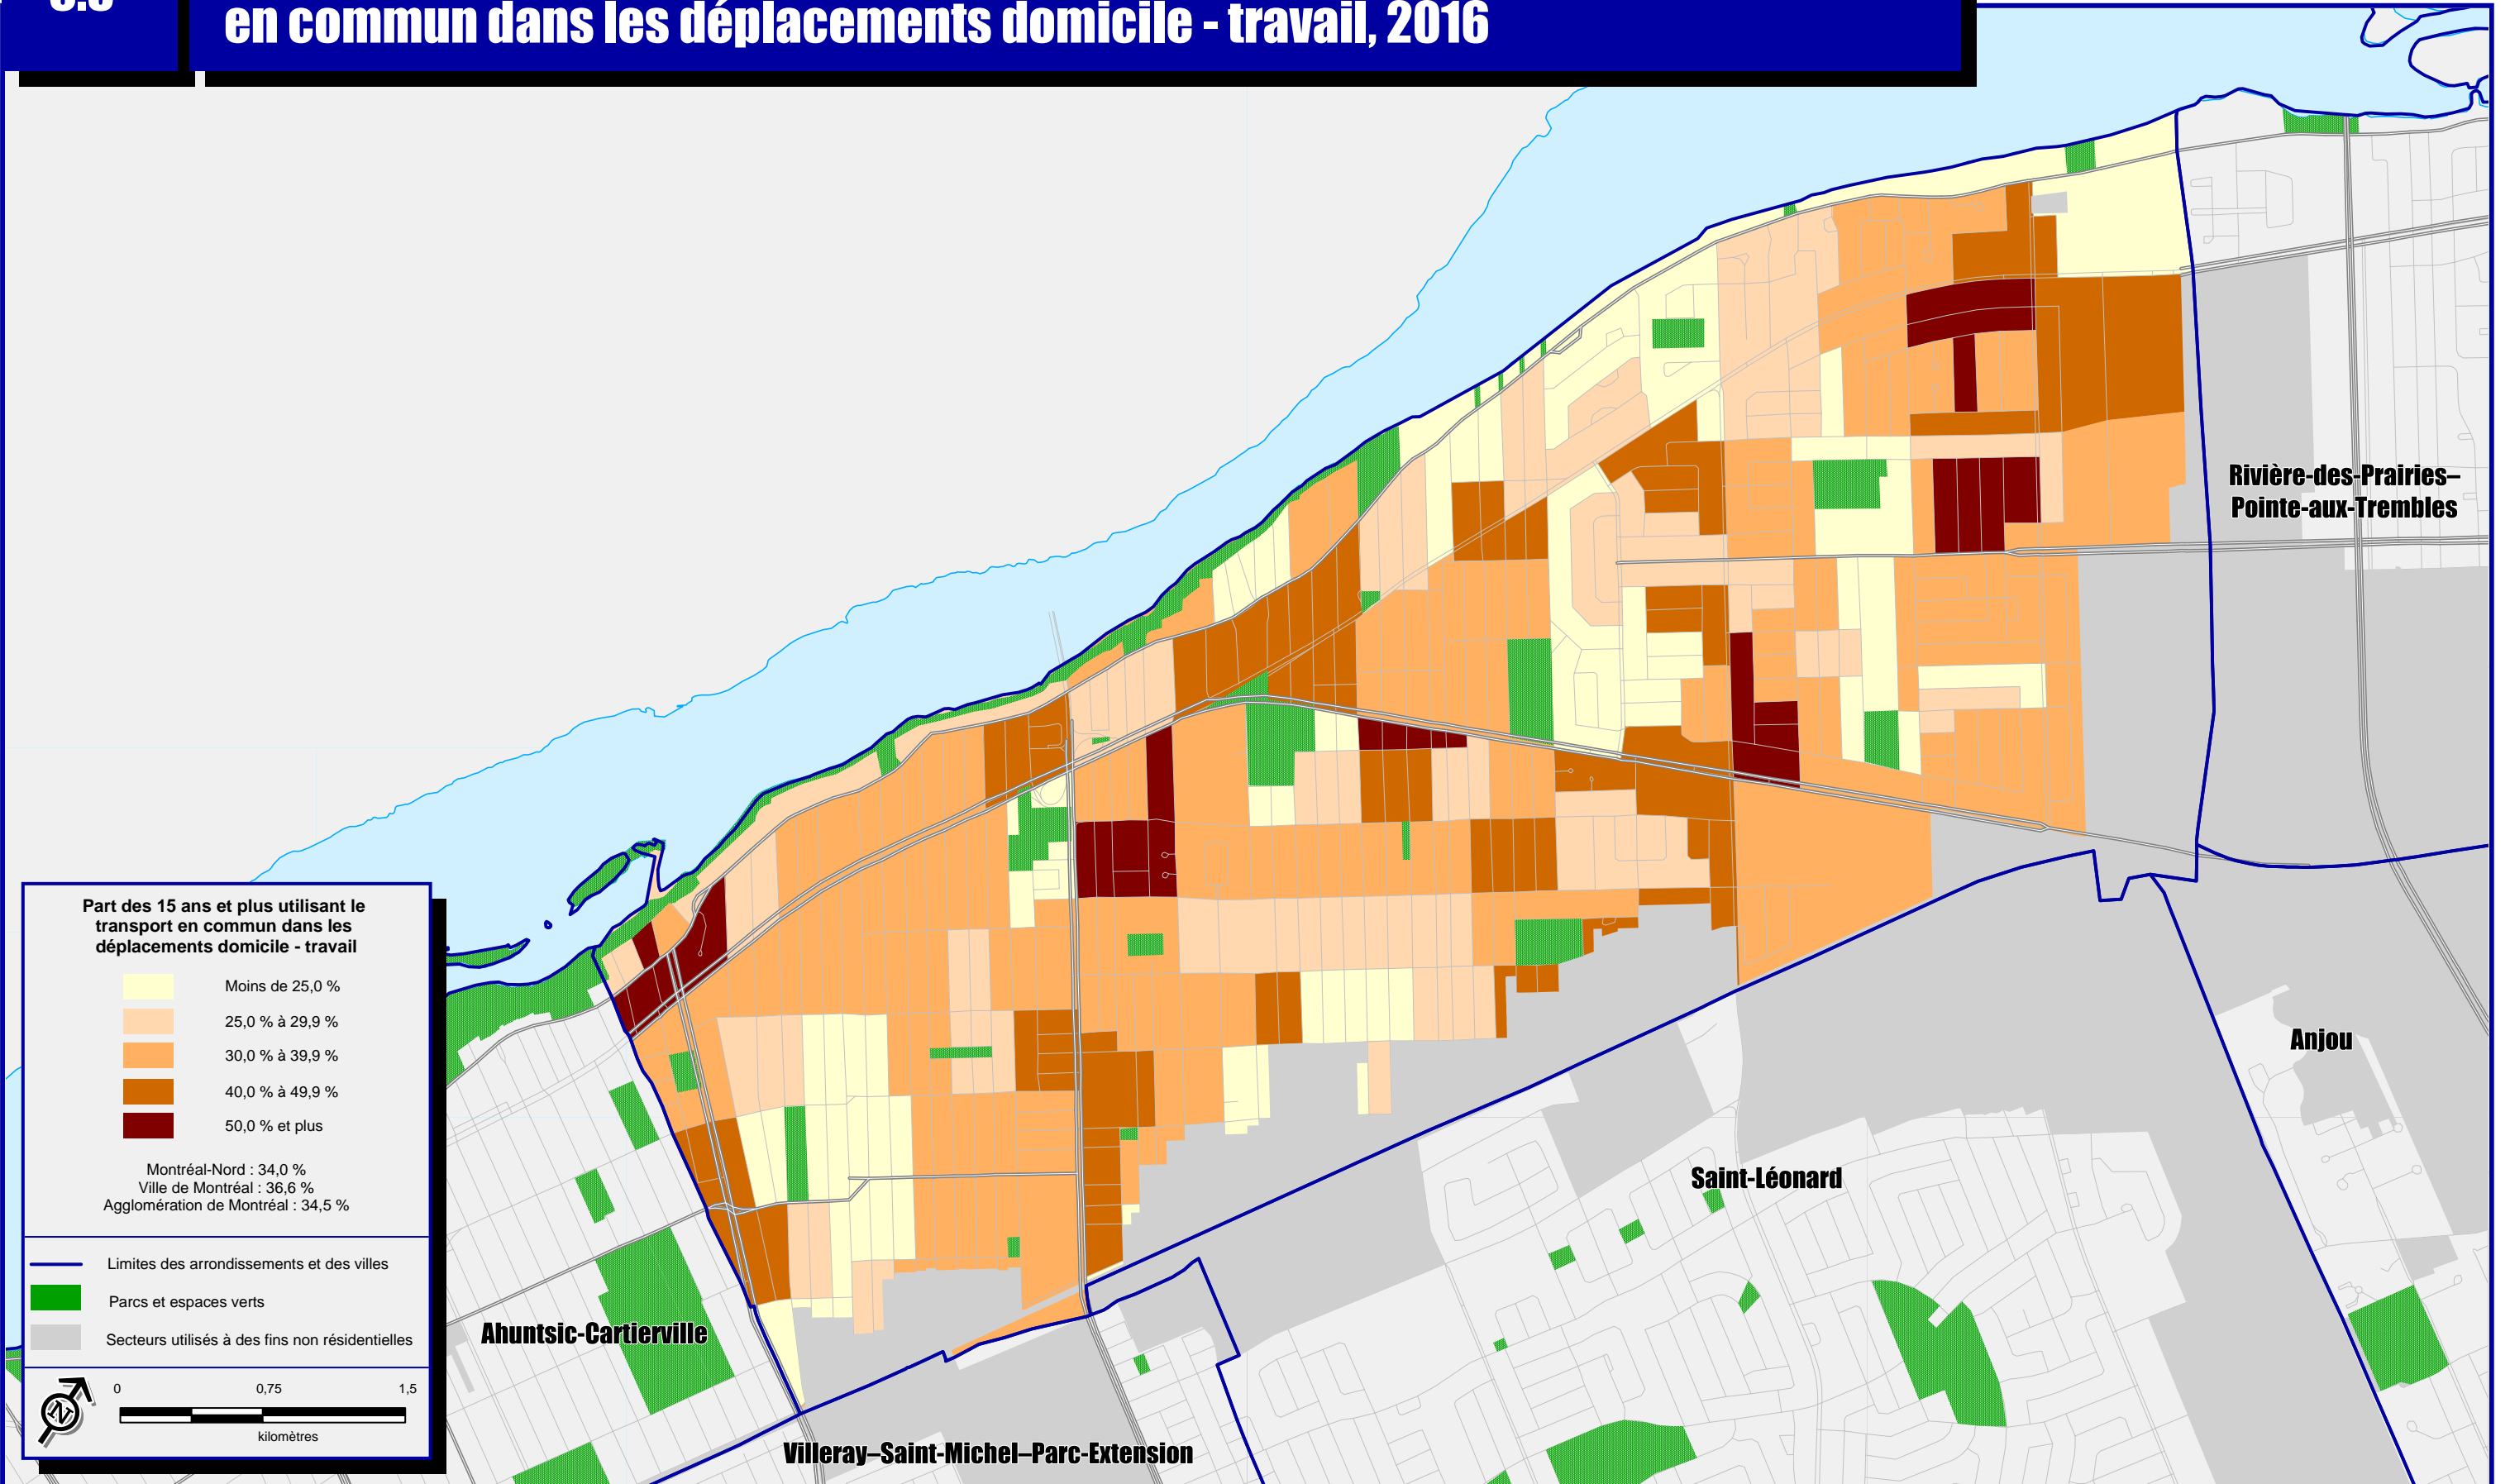 en commun dans les déplacements domicile - travail, 2016
Rivière-des-Prairies–
Pointe-aux-Trembles
Anjou
Saint-Léonard
Ahuntsic-Cartierville
Villeray–Saint-Michel–Parc-Extension
Part des 15 ans et plus utilisant le
transport en commun dans les
déplacements domicile - travail
Moins de 25,0 %
25,0 % à 29,9 %
30,0 % à 39,9 %
40,0 % à 49,9 %
50,0 % et plus
Montréal-Nord : 34,0 %
Ville de Montréal : 36,6 %
Agglomération de Montréal : 34,5 %
Limites des arrondissements et des villes
Parcs et espaces verts
Secteurs utilisés à des fins non résidentielles
N
0 0,75 1,5
kilomètres